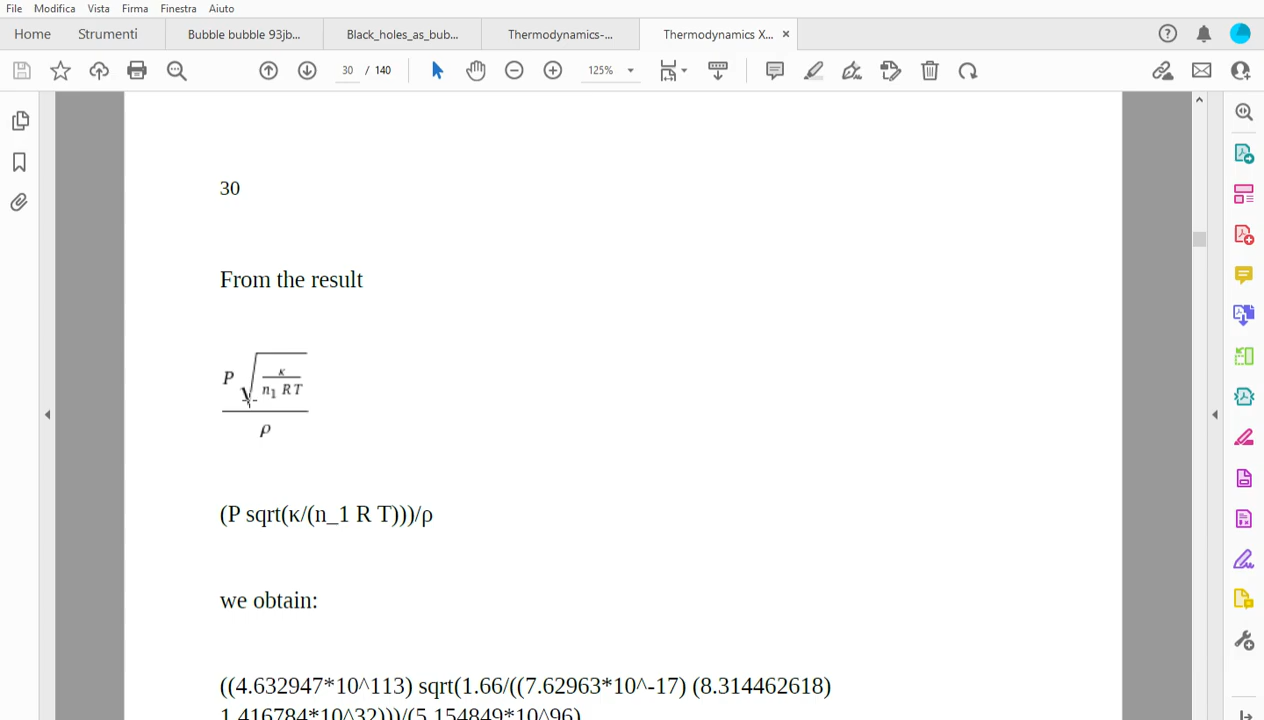 File Modifica Vista Firma Finestra Aiuto
Home Strumenti Bubble bubble 93jb... Black_holes_as_bub... Thermodynamics-... Thermodynamics X... ×
30 / 140 125%
30
From the result
P √ κ
n₁ R T
ρ
(P sqrt(κ/(n_1 R T)))/ρ
we obtain:
((4.632947*10^113) sqrt(1.66/((7.62963*10^-17) (8.314462618)
1.416784*10^32)))/(5.154849*10^96)